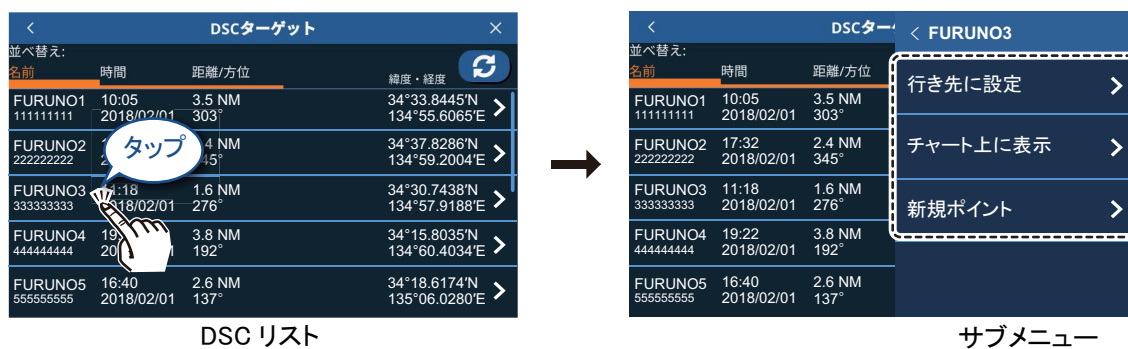 DSCターゲット
並べ替え:
名前 時間 距離/方位 緯度・経度
FURUNO1 10:05 3.5 NM 34°33.8445'N
111111111 2018/02/01 303° 134°55.6065'E
FURUNO2 4 NM 34°37.8286'N
222222222 2 45° 134°59.2004'E
タップ
FURUNO3 11:18 1.6 NM 34°30.7438'N
333333333 2018/02/01 276° 134°57.9188'E
FURUNO4 19 3.8 NM 34°15.8035'N
444444444 20 1 192° 134°60.4034'E
FURUNO5 16:40 2.6 NM 34°18.6174'N
555555555 2018/02/01 137° 135°06.0280'E
DSC リスト
DSCター
並べ替え:
名前 時間 距離/方位
FURUNO1 10:05 3.5 NM
111111111 2018/02/01 303°
FURUNO2 17:32 2.4 NM
222222222 2018/02/01 345°
FURUNO3 11:18 1.6 NM
333333333 2018/02/01 276°
FURUNO4 19:22 3.8 NM
444444444 2018/02/01 192°
FURUNO5 16:40 2.6 NM
555555555 2018/02/01 137°
FURUNO3
行き先に設定
チャート上に表示
新規ポイント
サブメニュー